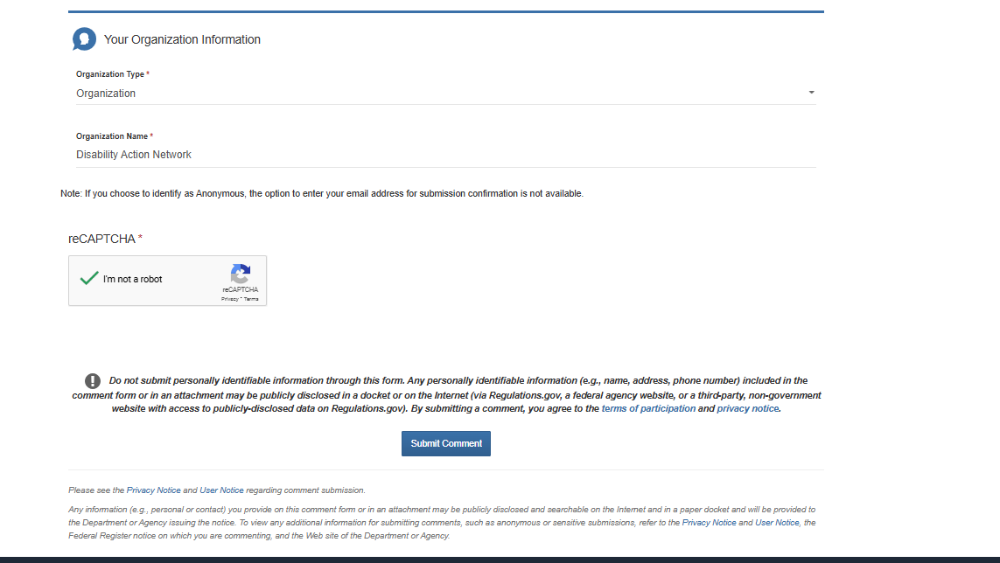 Your Organization Information
Organization Type *
Organization
Organization Name *
Disability Action Network
Note: If you choose to identify as Anonymous, the option to enter your email address for submission confirmation is not available.
reCAPTCHA *
I'm not a robot
reCAPTCHA
Privacy - Terms
Do not submit personally identifiable information through this form. Any personally identifiable information (e.g., name, address, phone number) included in the
comment form or in an attachment may be publicly disclosed in a docket or on the Internet (via Regulations.gov, a federal agency website, or a third-party, non-government
website with access to publicly-disclosed data on Regulations.gov). By submitting a comment, you agree to the terms of participation and privacy notice.
Submit Comment
Please see the Privacy Notice and User Notice regarding comment submission.
Any information (e.g., personal or contact) you provide on this comment form or in an attachment may be publicly disclosed and searchable on the Internet and in a paper docket and will be provided to
the Department or Agency issuing the notice. To view any additional information for submitting comments, such as anonymous or sensitive submissions, refer to the Privacy Notice and User Notice, the
Federal Register notice on which you are commenting, and the Web site of the Department or Agency.